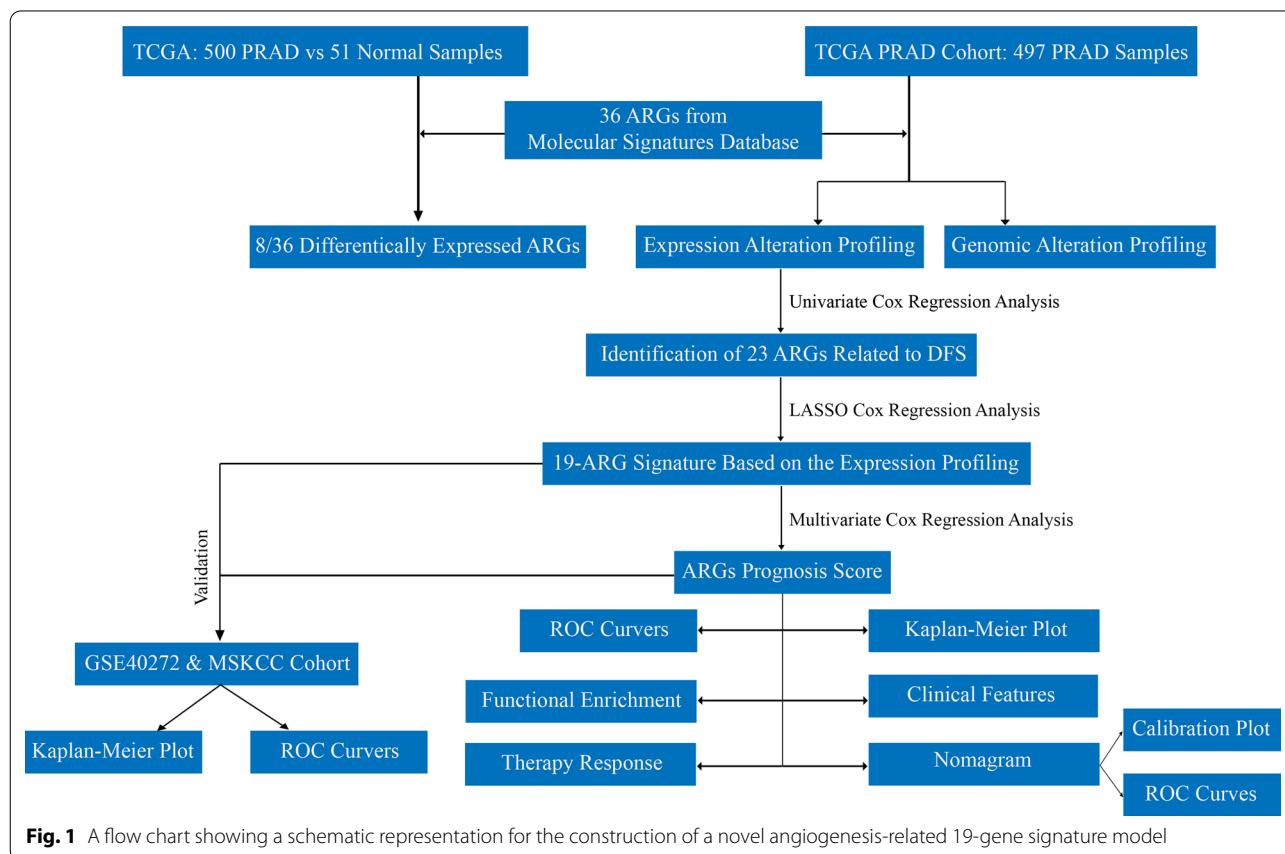 TCGA: 500 PRAD vs 51 Normal Samples
TCGA PRAD Cohort: 497 PRAD Samples
36 ARGs from
Molecular Signatures Database
8/36 Differentically Expressed ARGs
Expression Alteration Profiling
Genomic Alteration Profiling
Univariate Cox Regression Analysis
Identification of 23 ARGs Related to DFS
LASSO Cox Regression Analysis
19-ARG Signature Based on the Expression Profiling
Multivariate Cox Regression Analysis
Validation
ARGs Prognosis Score
ROC Curvers
Kaplan-Meier Plot
GSE40272 & MSKCC Cohort
Functional Enrichment
Clinical Features
Kaplan-Meier Plot
ROC Curvers
Therapy Response
Nomagram
Calibration Plot
ROC Curves
Fig. 1 A flow chart showing a schematic representation for the construction of a novel angiogenesis-related 19-gene signature model